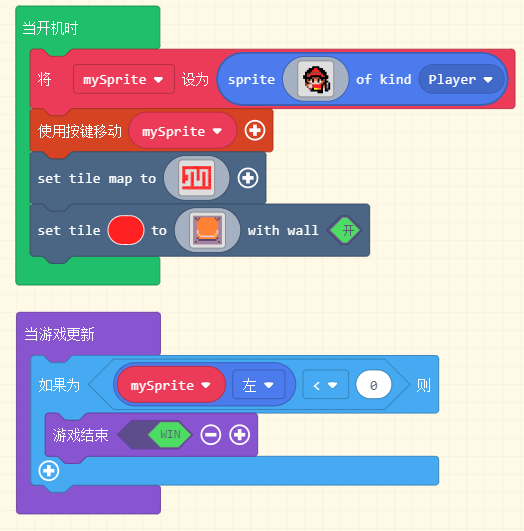 当开机时
将 mySprite 设为 sprite of kind Player
使用按键移动 mySprite
set tile map to
set tile to with wall 开
当游戏更新
如果为 mySprite 左 < 0 则
游戏结束 WIN